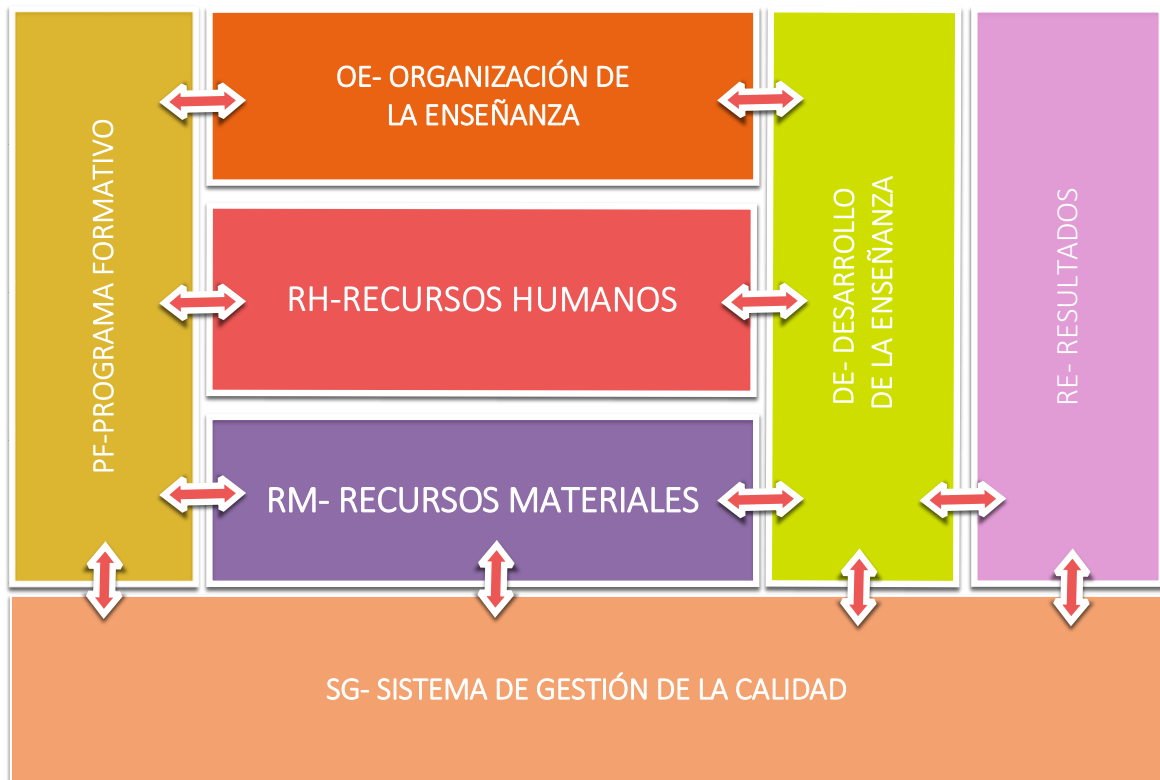 PF-PROGRAMA FORMATIVO
OE- ORGANIZACIÓN DE
LA ENSEÑANZA
RH-RECURSOS HUMANOS
RM- RECURSOS MATERIALES
DE- DESARROLLO
DE LA ENSEÑANZA
RE- RESULTADOS
SG- SISTEMA DE GESTIÓN DE LA CALIDAD